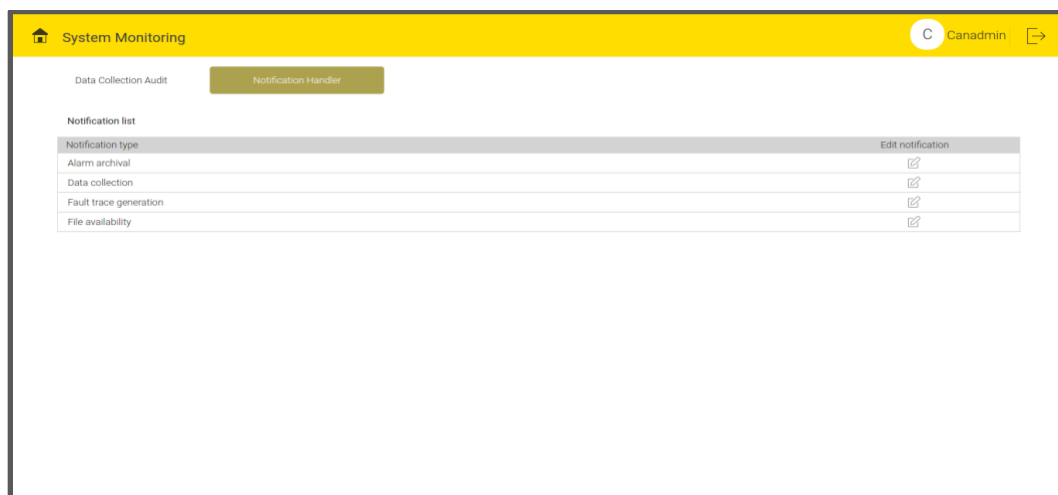 System Monitoring
C Canadmin
Data Collection Audit Notification Handler
Notification list
Notification type Edit notification
Alarm archival
Data collection
Fault trace generation
File availability